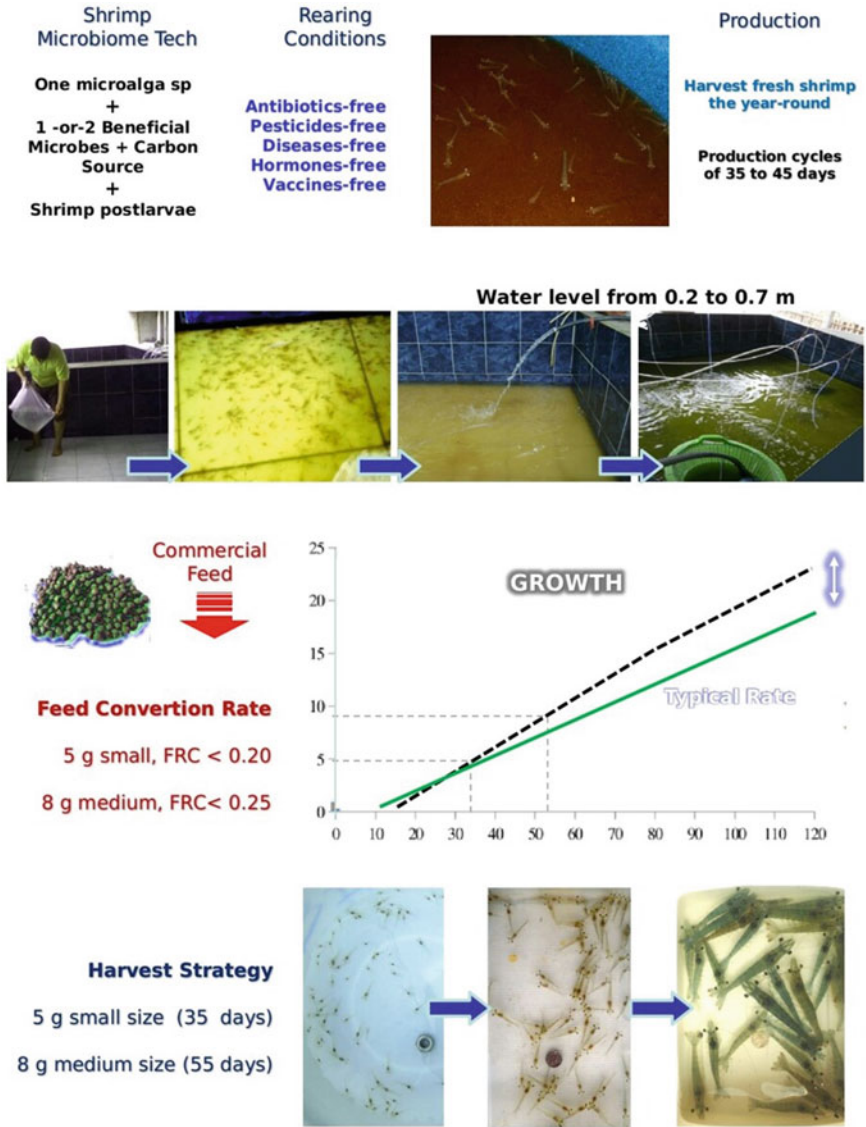 Shrimp
Microbiome Tech
One microalga sp
+
1 -or-2 Beneficial
Microbes + Carbon
Source
+
Shrimp postlarvae
Rearing
Conditions
Antibiotics-free
Pesticides-free
Diseases-free
Hormones-free
Vaccines-free
Production
Harvest fresh shrimp
the year-round
Production cycles
of 35 to 45 days
Water level from 0.2 to 0.7 m
Commercial
Feed
Feed Convertion Rate
5 g small, FRC < 0.20
8 g medium, FRC< 0.25
GROWTH
Typical Rate
25
20
15
10
5
0
0 10 20 30 40 50 60 70 80 90 100 110 120
Harvest Strategy
5 g small size (35 days)
8 g medium size (55 days)